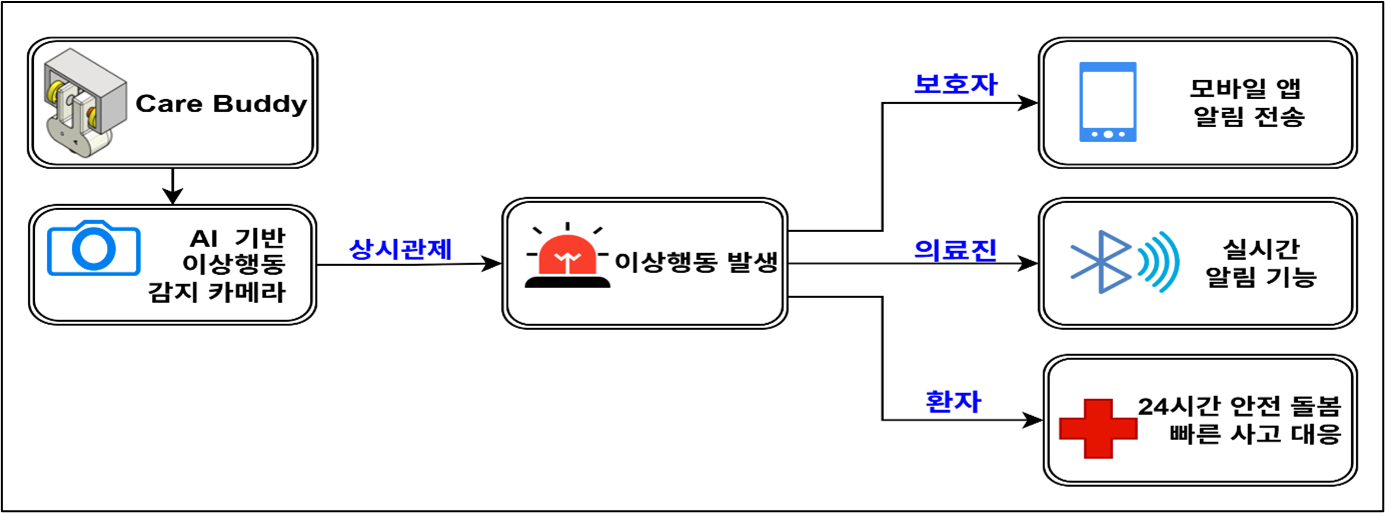 Care Buddy
AI 기반
이상행동
감지 카메라
상시관제
이상행동 발생
보호자
모바일 앱
알림 전송
의료진
실시간
알림 기능
환자
24시간 안전 돌봄
빠른 사고 대응